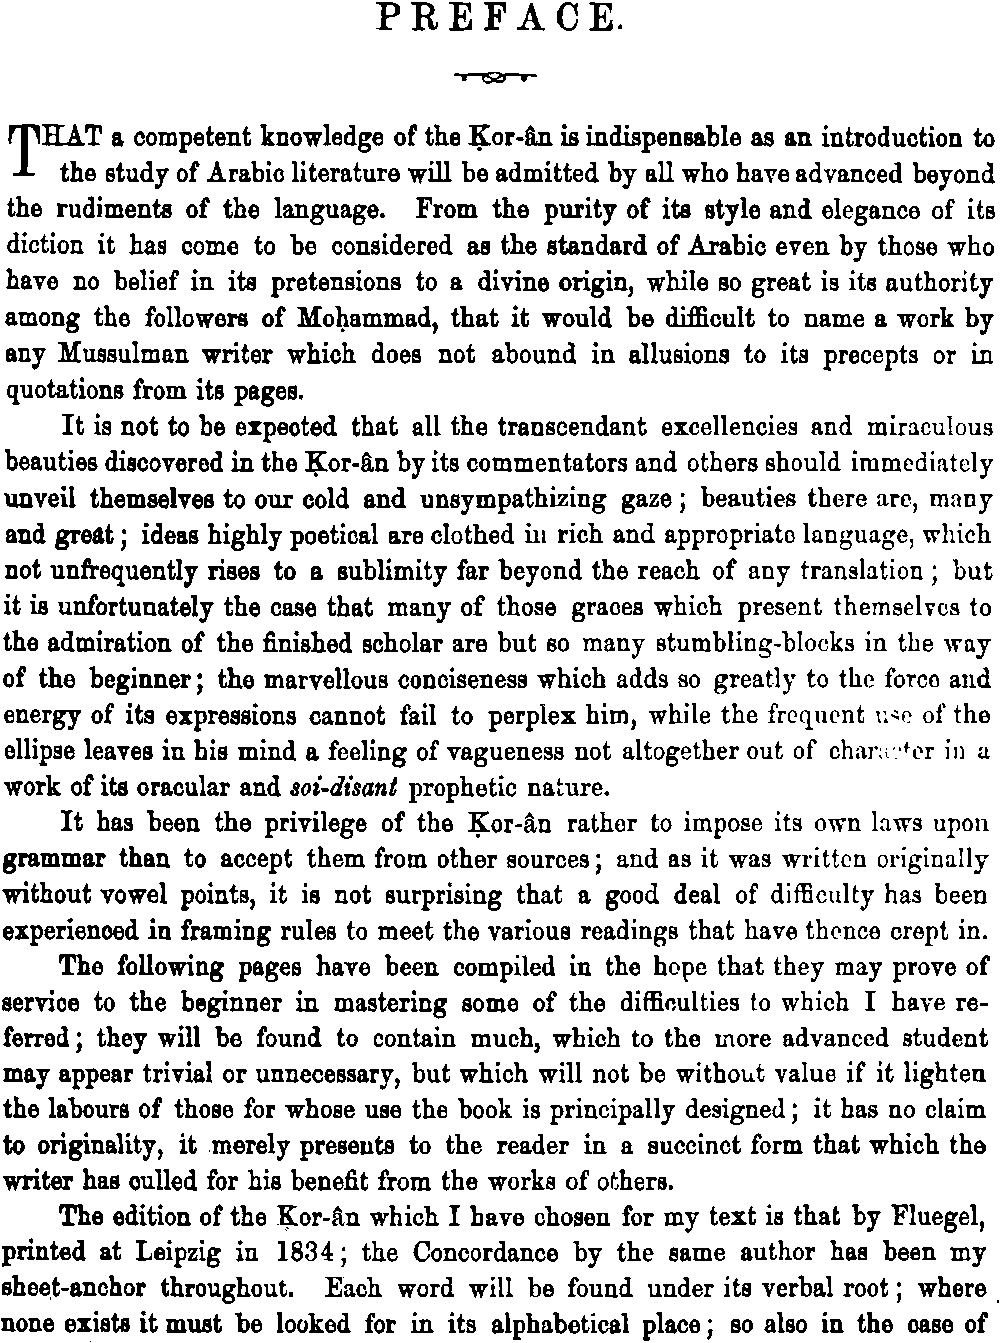 PREFACE.
THAT a competent knowledge of the Ḳor-ân is indispensable as an introduction to
the study of Arabic literature will be admitted by all who have advanced beyond
the rudiments of the language. From the purity of its style and elegance of its
diction it has come to be considered as the standard of Arabic even by those who
have no belief in its pretensions to a divine origin, while so great is its authority
among the followers of Moḥammad, that it would be difficult to name a work by
any Mussulman writer which does not abound in allusions to its precepts or in
quotations from its pages.
It is not to be expected that all the transcendant excellencies and miraculous
beauties discovered in the Ḳor-ân by its commentators and others should immediately
unveil themselves to our cold and unsympathizing gaze; beauties there are, many
and great; ideas highly poetical are clothed in rich and appropriate language, which
not unfrequently rises to a sublimity far beyond the reach of any translation; but
it is unfortunately the case that many of those graces which present themselves to
the admiration of the finished scholar are but so many stumbling-blocks in the way
of the beginner; the marvellous conciseness which adds so greatly to the force and
energy of its expressions cannot fail to perplex him, while the frequent use of the
ellipse leaves in his mind a feeling of vagueness not altogether out of character in a
work of its oracular and soi-disant prophetic nature.
It has been the privilege of the Ḳor-ân rather to impose its own laws upon
grammar than to accept them from other sources; and as it was written originally
without vowel points, it is not surprising that a good deal of difficulty has been
experienced in framing rules to meet the various readings that have thence crept in.
The following pages have been compiled in the hope that they may prove of
service to the beginner in mastering some of the difficulties to which I have re-
ferred; they will be found to contain much, which to the more advanced student
may appear trivial or unnecessary, but which will not be without value if it lighten
the labours of those for whose use the book is principally designed; it has no claim
to originality, it merely presents to the reader in a succinct form that which the
writer has culled for his benefit from the works of others.
The edition of the Ḳor-ân which I have chosen for my text is that by Fluegel,
printed at Leipzig in 1834; the Concordance by the same author has been my
sheet-anchor throughout. Each word will be found under its verbal root; where
none exists it must be looked for in its alphabetical place; so also in the case of